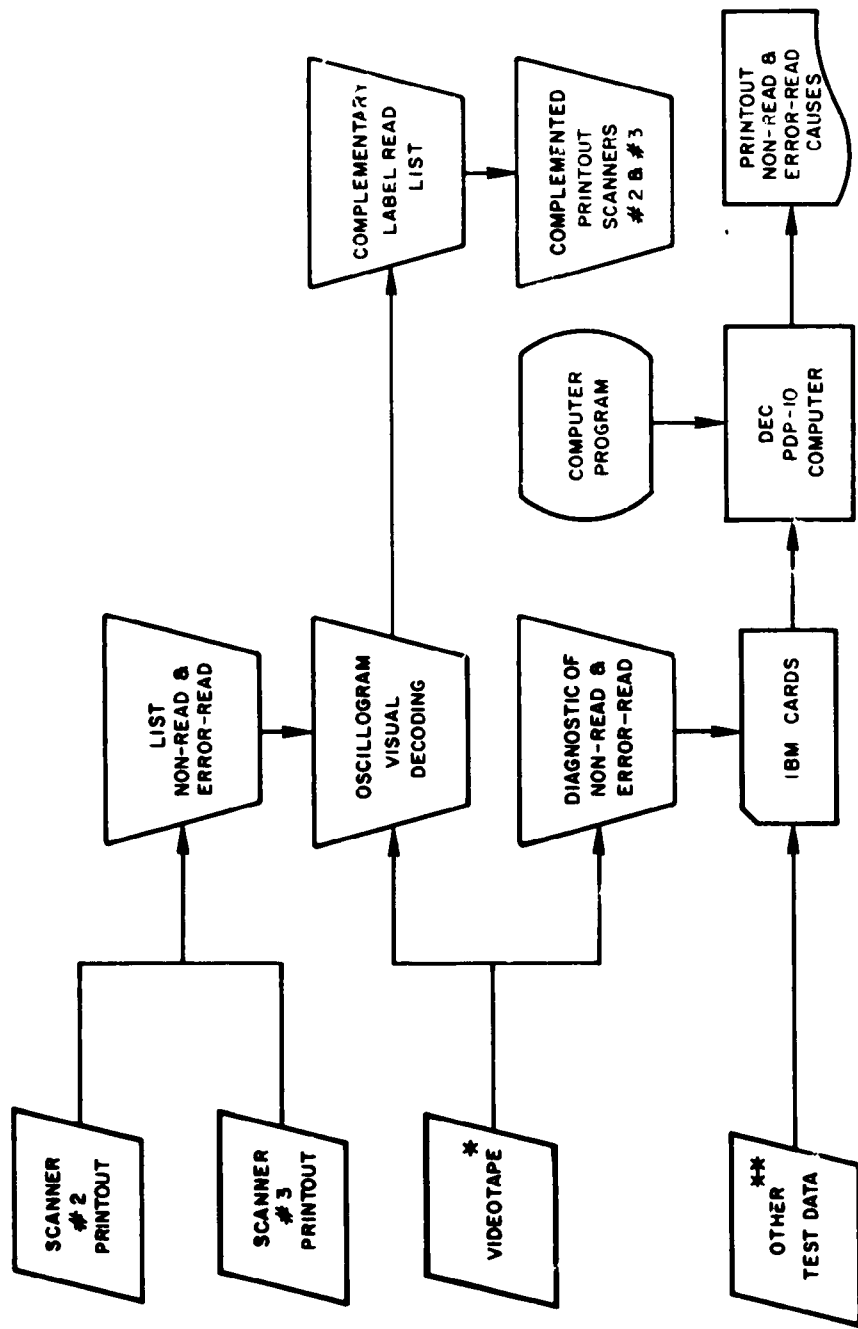 SCANNER
#2
PRINTOUT
SCANNER
#3
PRINTOUT
*
VIDEOTAPE
**
OTHER
TEST DATA
LIST
NON-READ &
ERROR-READ
OSCILLOGRAM
VISUAL
DECODING
DIAGNOSTIC OF
NON-READ &
ERROR-READ
IBM CARDS
COMPLEMENTARY
LABEL READ
LIST
COMPLEMENTED
PRINTOUT
SCANNERS
#2 & #3
COMPUTER
PROGRAM
DEC
PDP-10
COMPUTER
PRINTOUT
NON-READ &
ERROR-READ
CAUSES